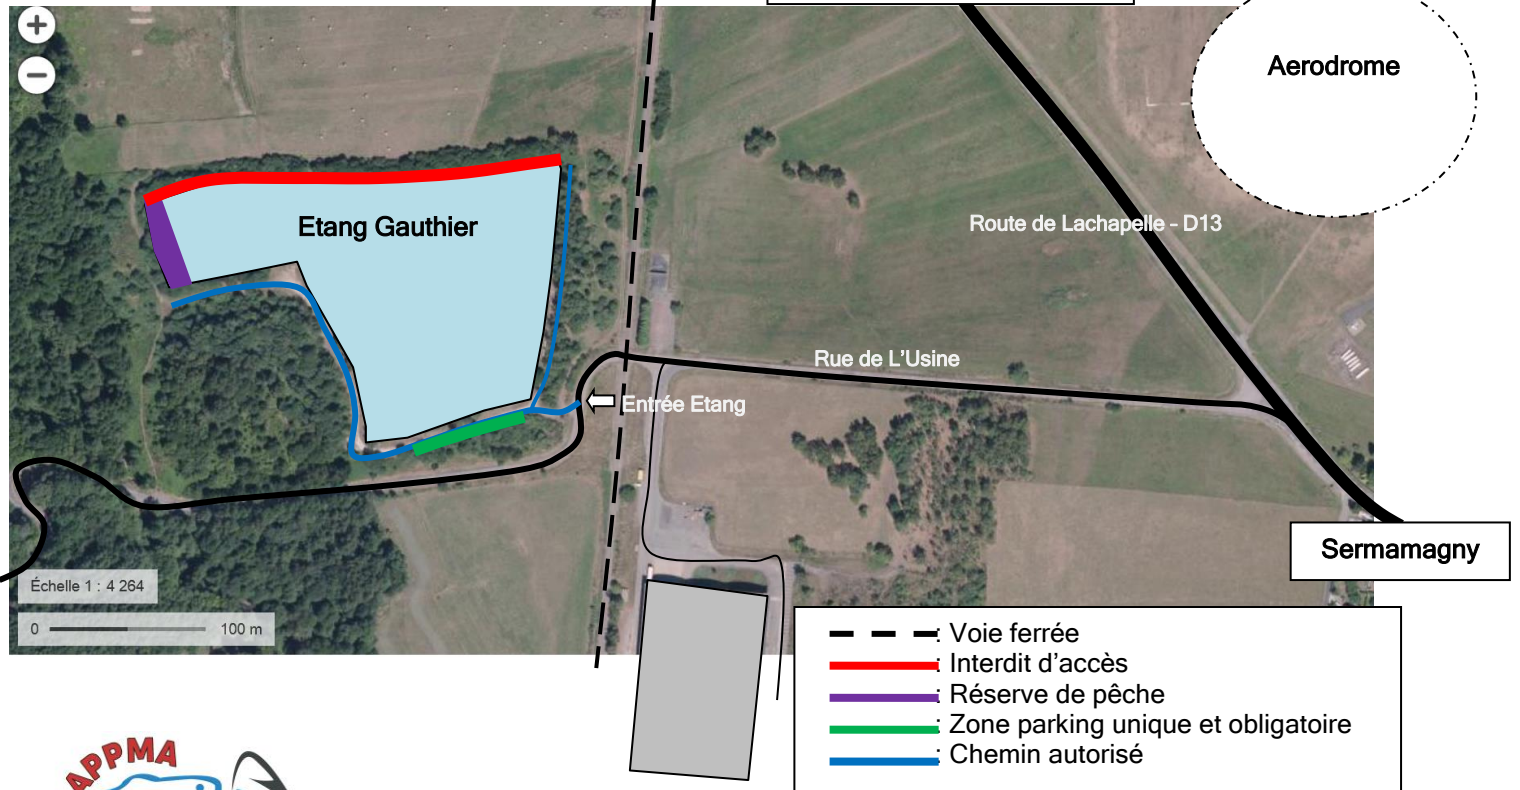 +
−
Aerodrome
Etang Gauthier
Route de Lachapelle - D13
Rue de L'Usine
Entrée Etang
Sermamagny
Échelle 1 : 4 264
0 100 m
: Voie ferrée
: Interdit d'accès
: Réserve de pêche
: Zone parking unique et obligatoire
: Chemin autorisé
APPMA